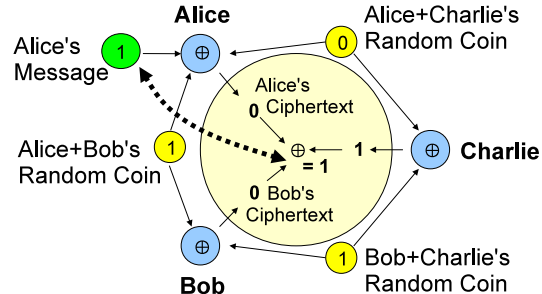 Alice
Alice's
Message
1
⊕
Alice+Charlie's
Random Coin
0
Alice's
Ciphertext
0
Alice+Bob's
Random Coin
1
⊕
= 1
1
⊕
Charlie
0 Bob's
Ciphertext
⊕
Bob
1
Bob+Charlie's
Random Coin